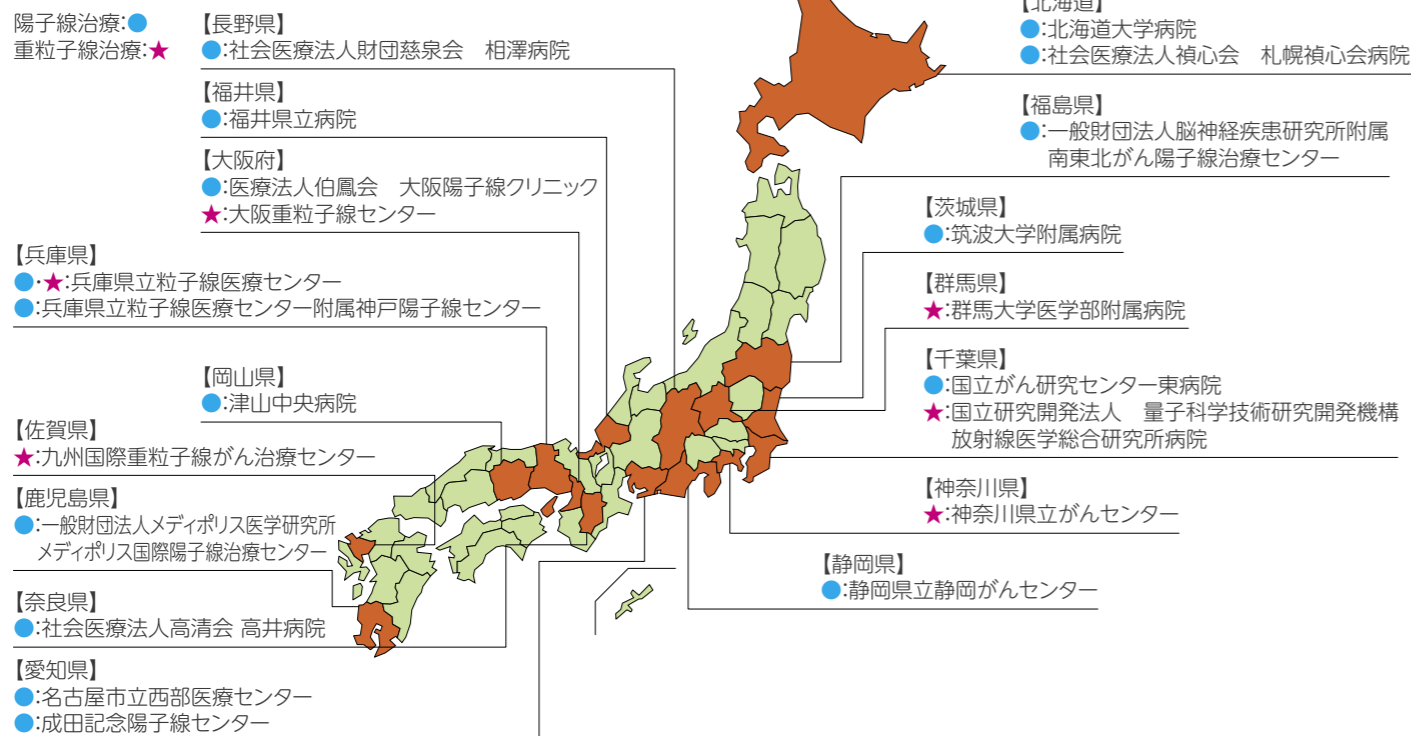 陽子線治療:●
重粒子線治療:★
【長野県】
●:社会医療法人財団慈泉会　相澤病院
【福井県】
●:福井県立病院
【大阪府】
●:医療法人伯鳳会　大阪陽子線クリニック
★:大阪重粒子線センター
【兵庫県】
●・★:兵庫県立粒子線医療センター
●:兵庫県立粒子線医療センター附属神戸陽子線センター
【岡山県】
●:津山中央病院
【佐賀県】
★:九州国際重粒子線がん治療センター
【鹿児島県】
●:一般財団法人メディポリス医学研究所
メディポリス国際陽子線治療センター
【奈良県】
●:社会医療法人高清会 高井病院
【愛知県】
●:名古屋市立西部医療センター
●:成田記念陽子線センター
【北海道】
●:北海道大学病院
●:社会医療法人禎心会　札幌禎心会病院
【福島県】
●:一般財団法人脳神経疾患研究所附属
南東北がん陽子線治療センター
【茨城県】
●:筑波大学附属病院
【群馬県】
★:群馬大学医学部附属病院
【千葉県】
●:国立がん研究センター東病院
★:国立研究開発法人　量子科学技術研究開発機構
放射線医学総合研究所病院
【神奈川県】
★:神奈川県立がんセンター
【静岡県】
●:静岡県立静岡がんセンター